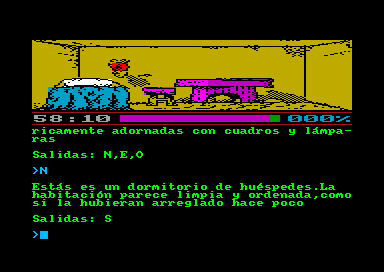 58:10 000%
ricamente adornadas con cuadros y lámpa-
ras
Salidas: N,E,O
>N
Estás es un dormitorio de huéspedes.La
habitación parece limpia y ordenada,como
si la hubieran arreglado hace poco
Salidas: S
>